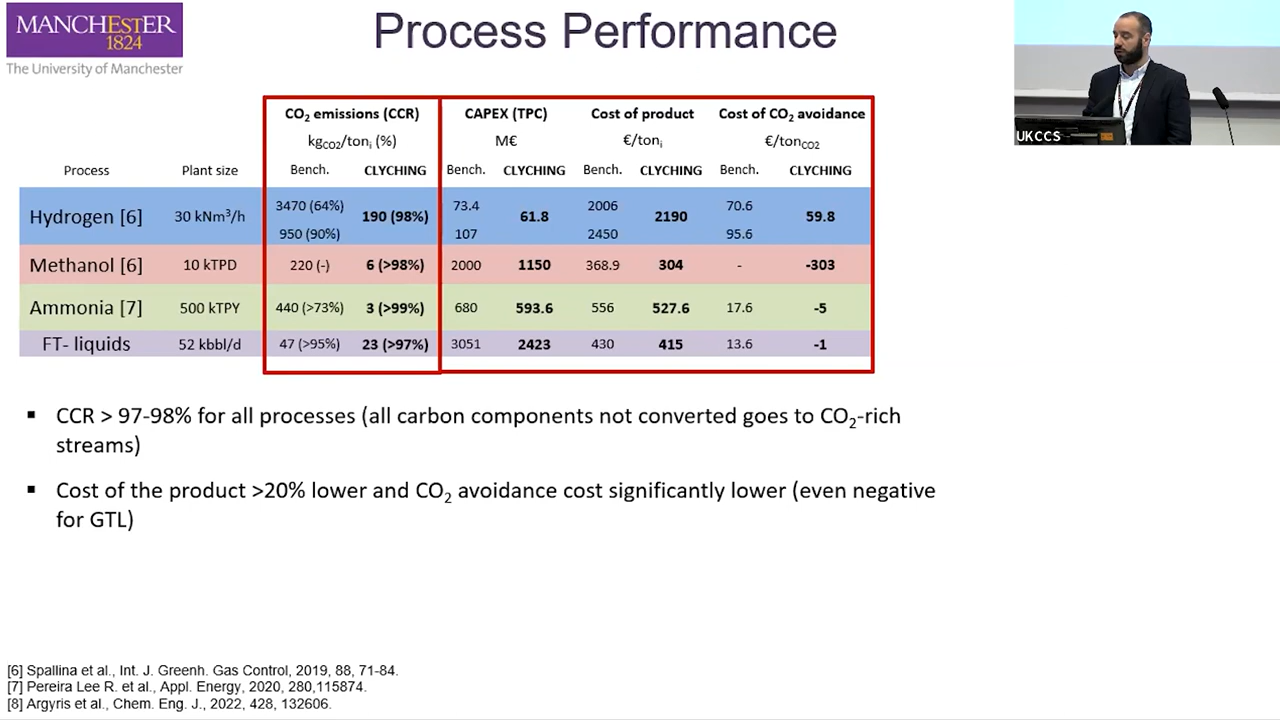 MANCHESTER
1824
The University of Manchester
Process Performance
UKCCS
CO₂ emissions (CCR) CAPEX (TPC) Cost of product Cost of CO₂ avoidance
kgCO2/toni (%) M€ €/toni €/tonCO2
Process Plant size Bench. CLYCHING Bench. CLYCHING Bench. CLYCHING Bench. CLYCHING
Hydrogen [6] 30 kNm³/h 3470 (64%) 190 (98%) 73.4 61.8 2006 2190 70.6 59.8
950 (90%) 107 2450 95.6
Methanol [6] 10 kTPD 220 (-) 6 (>98%) 2000 1150 368.9 304 - -303
Ammonia [7] 500 kTPY 440 (>73%) 3 (>99%) 680 593.6 556 527.6 17.6 -5
FT- liquids 52 kbbl/d 47 (>95%) 23 (>97%) 3051 2423 430 415 13.6 -1
▪ CCR > 97-98% for all processes (all carbon components not converted goes to CO₂-rich
streams)
▪ Cost of the product >20% lower and CO₂ avoidance cost significantly lower (even negative
for GTL)
[6] Spallina et al., Int. J. Greenh. Gas Control, 2019, 88, 71-84.
[7] Pereira Lee R. et al., Appl. Energy, 2020, 280,115874.
[8] Argyris et al., Chem. Eng. J., 2022, 428, 132606.